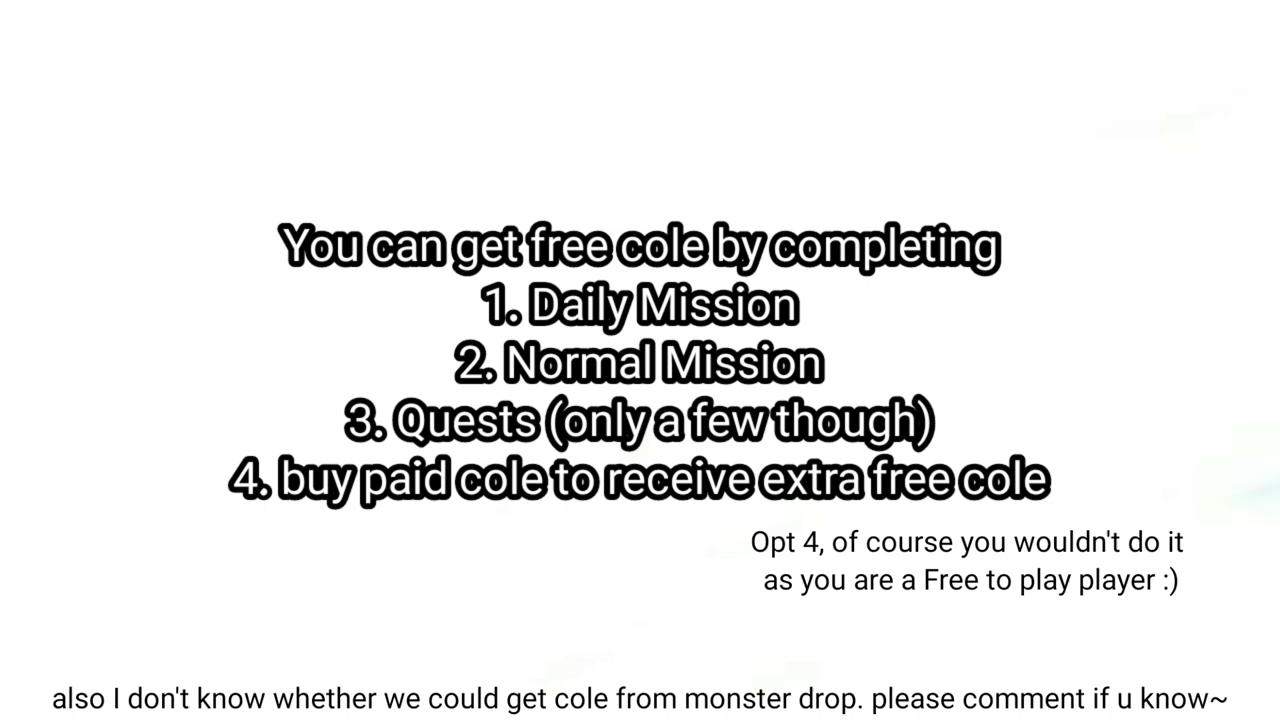 You can get free cole by completing
1. Daily Mission
2. Normal Mission
3. Quests (only a few though)
4. buy paid cole to receive extra free cole
Opt 4, of course you wouldn't do it
as you are a Free to play player :)
also I don't know whether we could get cole from monster drop. please comment if u know~